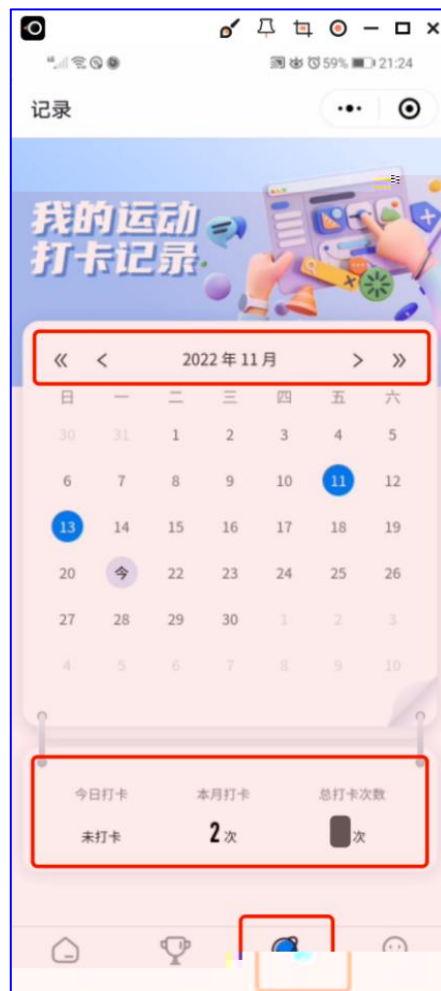 59% 21:24
记录
我的运动
打卡记录
« < 2022 年 11 月 > »
日 一 二 三 四 五 六
30 31 1 2 3 4 5
6 7 8 9 10 11 12
13 14 15 16 17 18 19
20 今 22 23 24 25 26
27 28 29 30 1 2 3
4 5 6 7 8 9 10
今日打卡 本月打卡 总打卡次数
未打卡 2 次 次